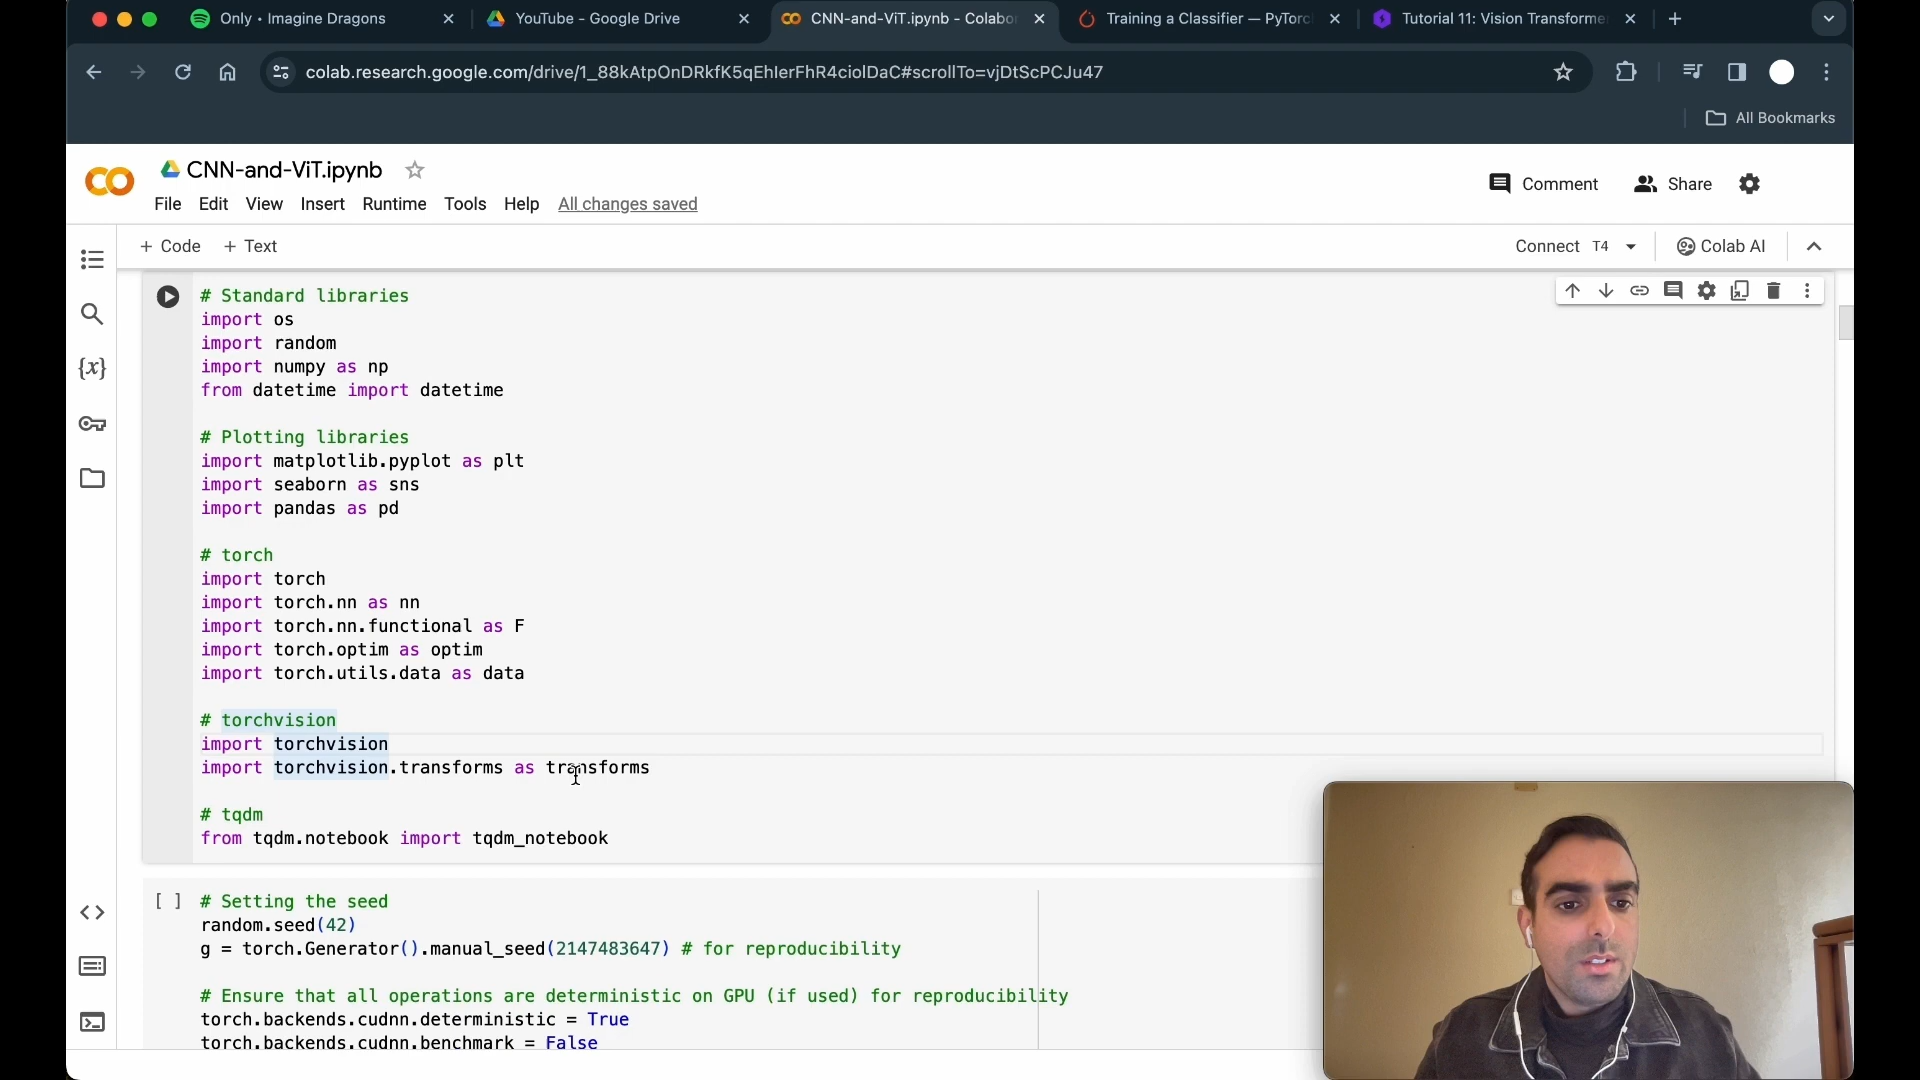 Only • Imagine Dragons
YouTube - Google Drive
CNN-and-ViT.ipynb - Colabo
Training a Classifier — PyTorc
Tutorial 11: Vision Transforme
colab.research.google.com/drive/1_88kAtpOnDRkfK5qEhIerFhR4ciolDaC#scrollTo=vjDtScPCJu47
All Bookmarks
CNN-and-ViT.ipynb
Comment
Share
File Edit View Insert Runtime Tools Help All changes saved
+ Code + Text
Connect T4
Colab AI
# Standard libraries
import os
import random
import numpy as np
from datetime import datetime
# Plotting libraries
import matplotlib.pyplot as plt
import seaborn as sns
import pandas as pd
# torch
import torch
import torch.nn as nn
import torch.nn.functional as F
import torch.optim as optim
import torch.utils.data as data
# torchvision
import torchvision
import torchvision.transforms as transforms
# tqdm
from tqdm.notebook import tqdm_notebook
[ ] # Setting the seed
random.seed(42)
g = torch.Generator().manual_seed(2147483647) # for reproducibility
# Ensure that all operations are deterministic on GPU (if used) for reproducibility
torch.backends.cudnn.deterministic = True
torch.backends.cudnn.benchmark = False